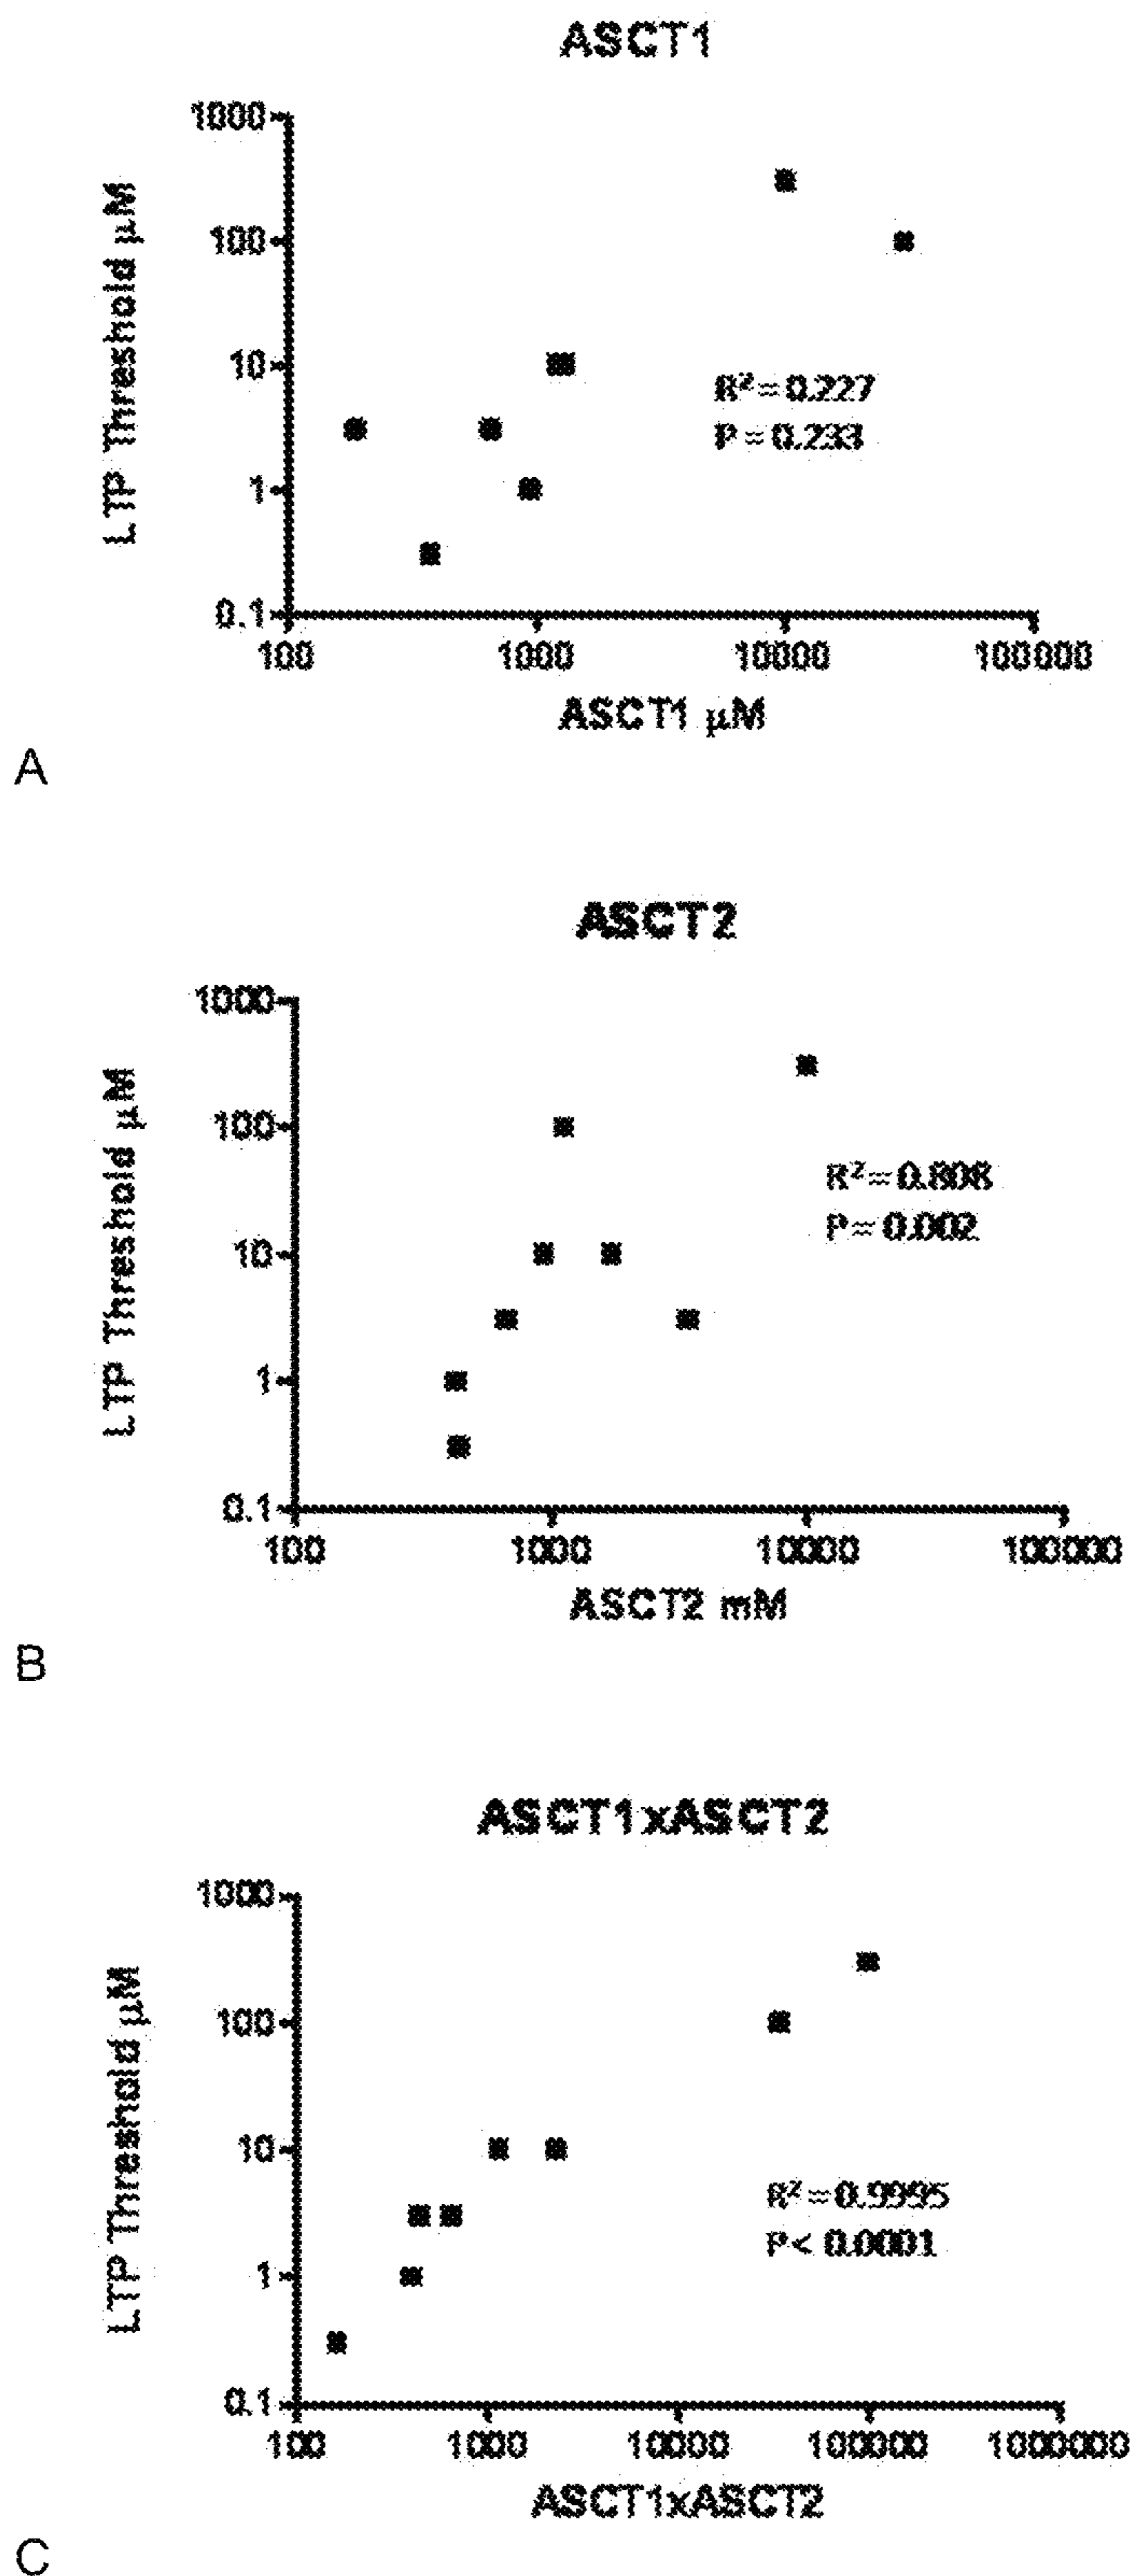 ASCT1
1000
100
10
1
0.1
LTP Threshold μM
R² = 0.227
P = 0.233
100 1000 10000 100000
ASCT1 μM
A
ASCT2
1000
100
10
1
0.1
LTP Threshold μM
R² = 0.808
P = 0.002
100 1000 10000 100000
ASCT2 mM
B
ASCT1xASCT2
1000
100
10
1
0.1
LTP Threshold μM
R² = 0.9995
P < 0.0001
100 1000 10000 100000 1000000
ASCT1xASCT2
C